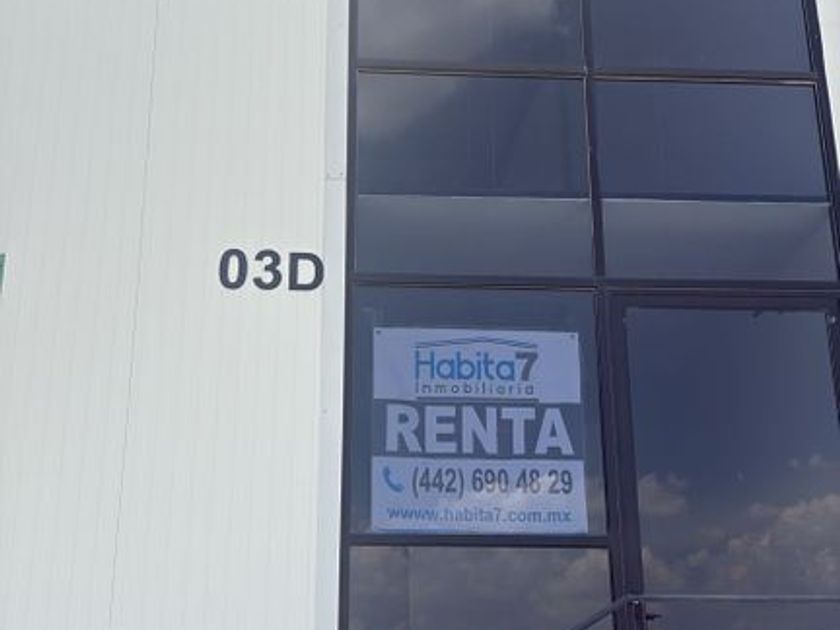 03D
Habita7
Inmobiliaria
RENTA
(442) 690 48 29
www.habita7.com.mx